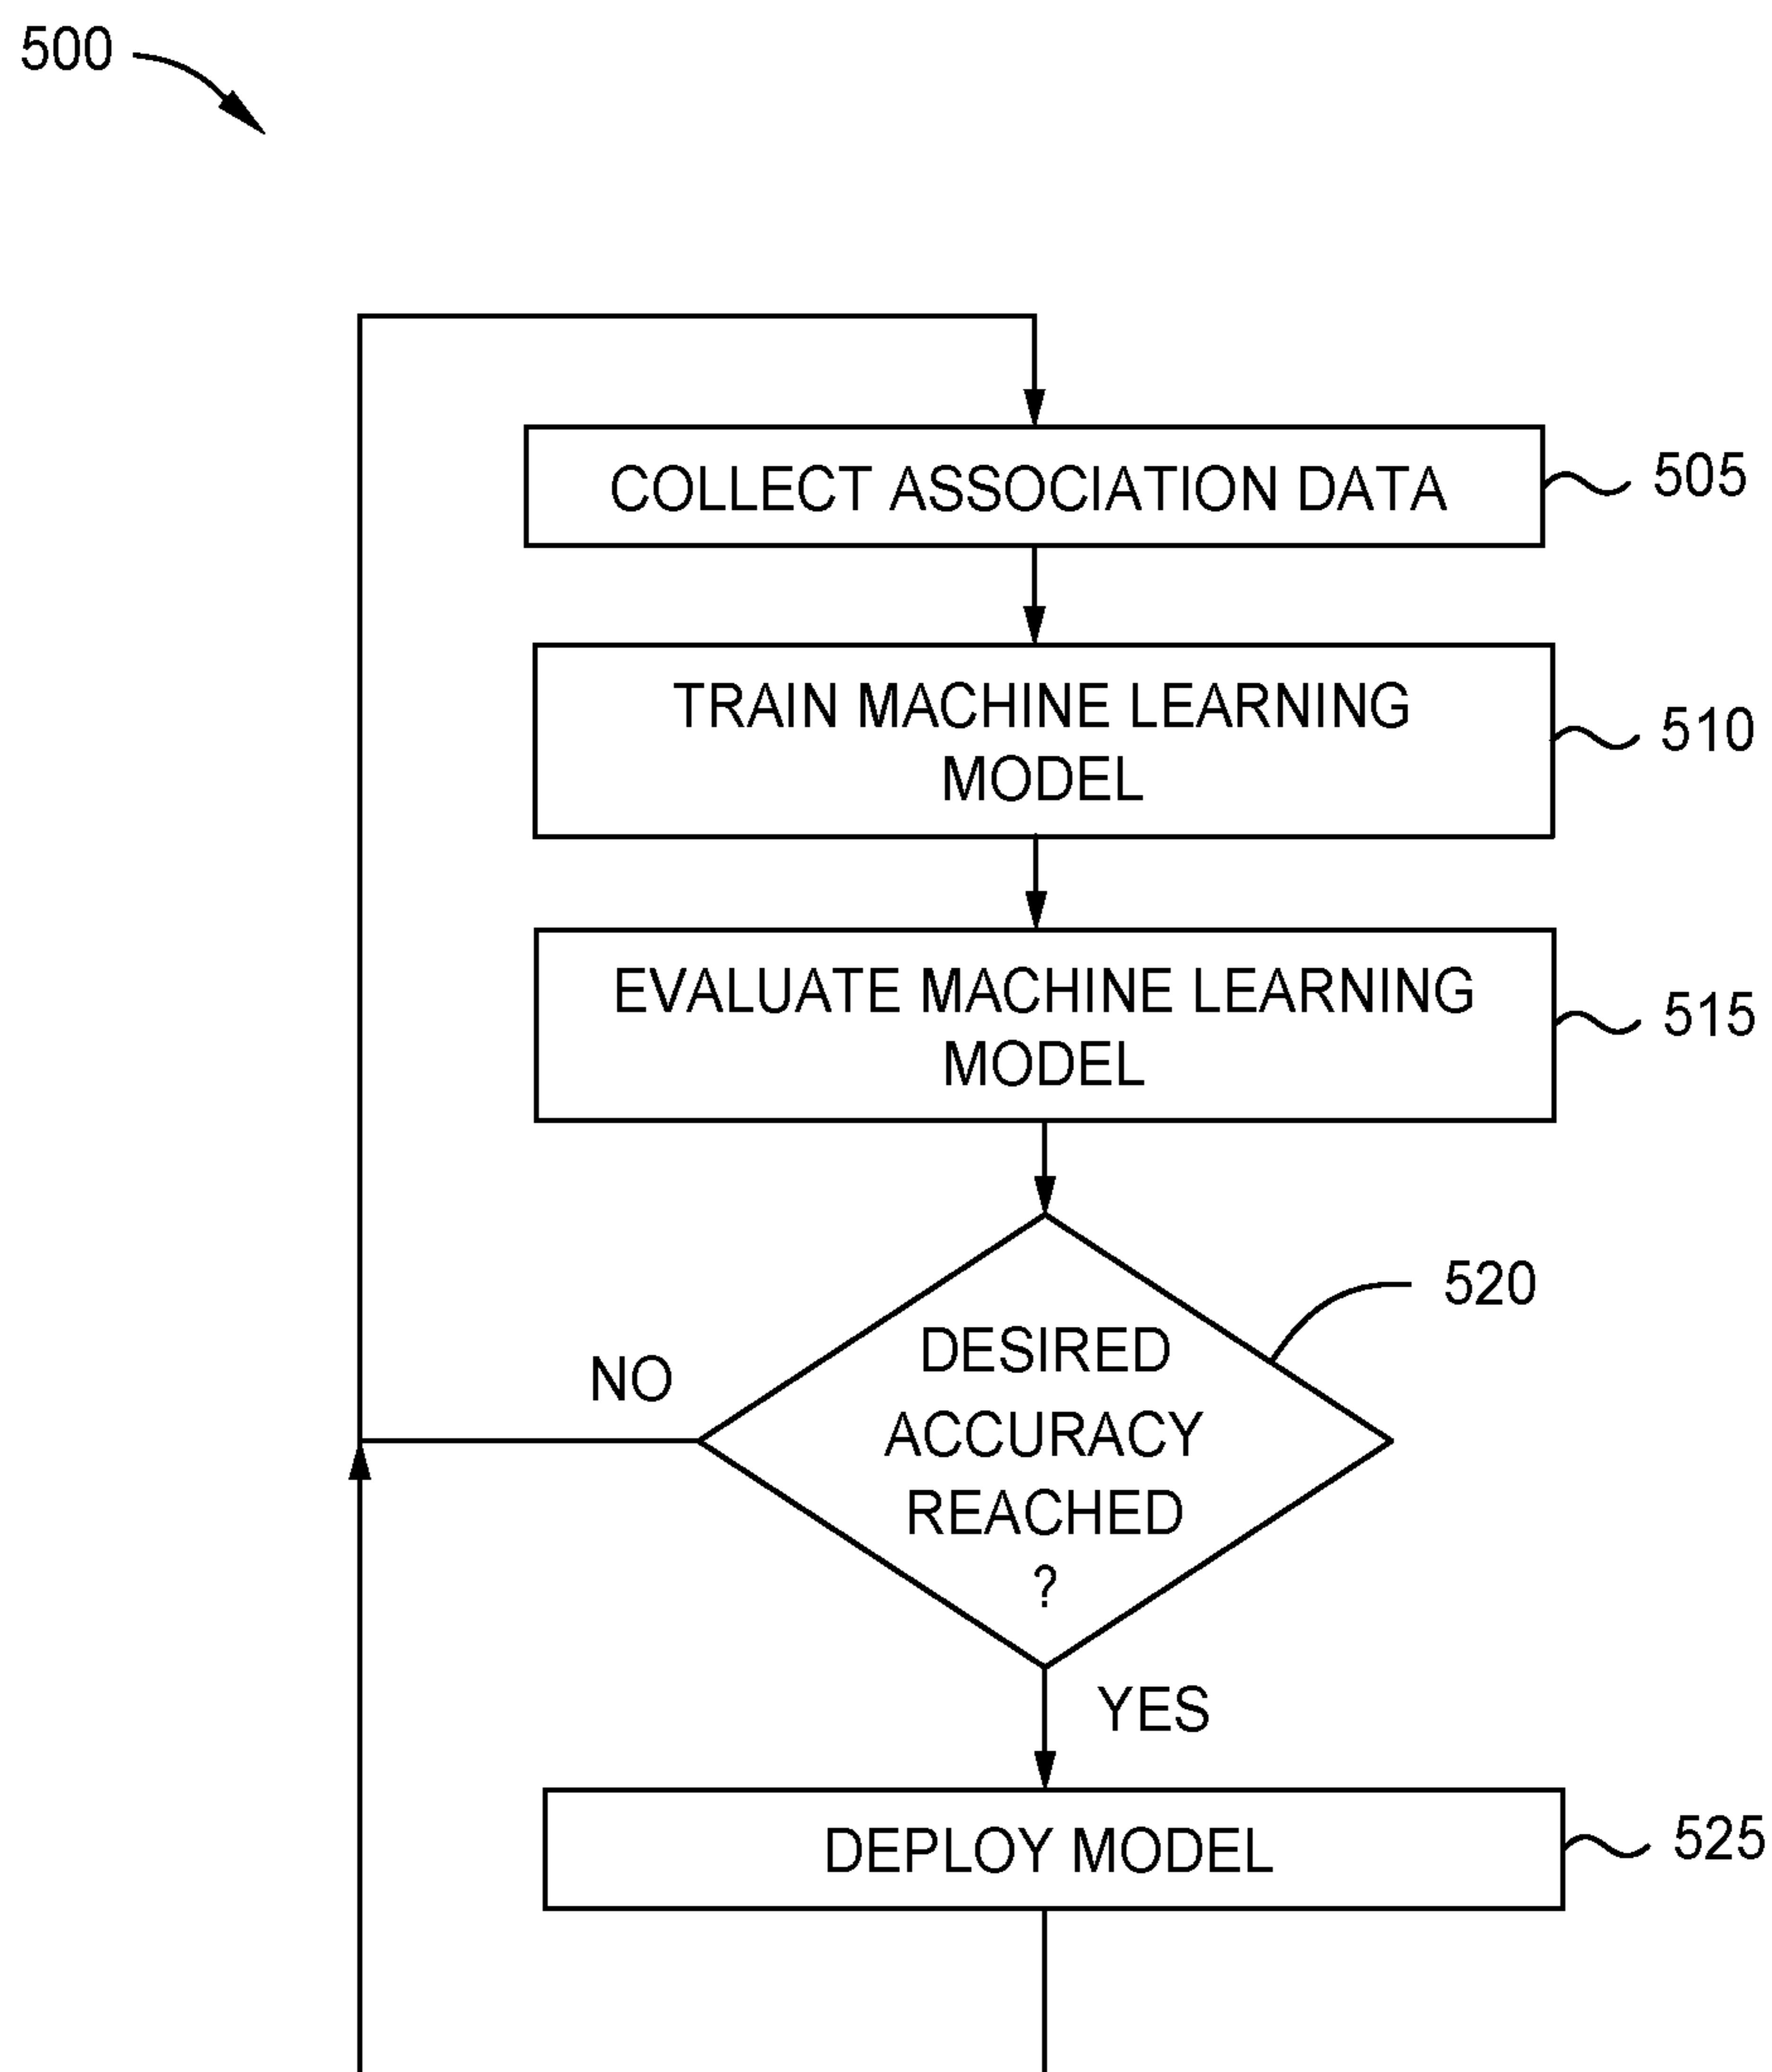 500
COLLECT ASSOCIATION DATA
505
TRAIN MACHINE LEARNING
MODEL
510
EVALUATE MACHINE LEARNING
MODEL
515
DESIRED
ACCURACY
REACHED
?
520
NO
YES
DEPLOY MODEL
525